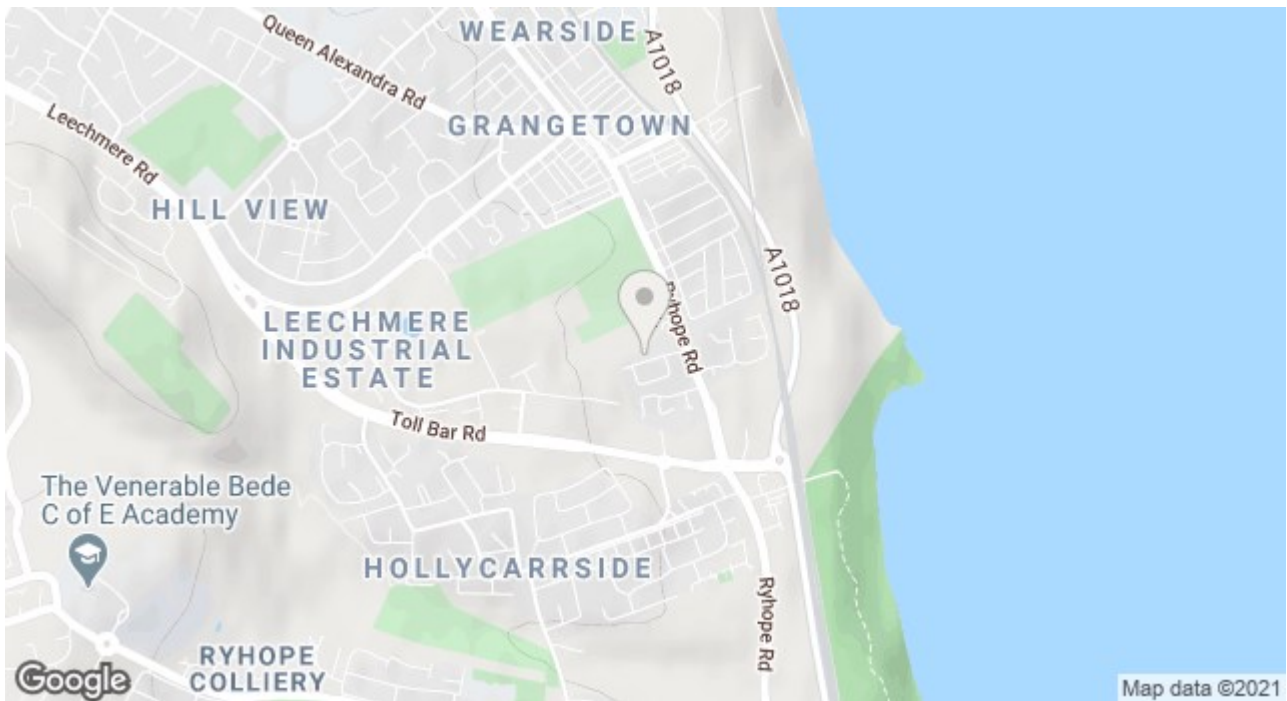 WEARSIDE
Queen Alexandra Rd
A1018
Leechmere Rd
GRANGETOWN
HILL VIEW
A1018
Ryhope Rd
LEECHMERE
INDUSTRIAL
ESTATE
Toll Bar Rd
The Venerable Bede
C of E Academy
HOLLYCARRSIDE
Ryhope Rd
RYHOPE
COLLIERY
Google
Map data ©2021